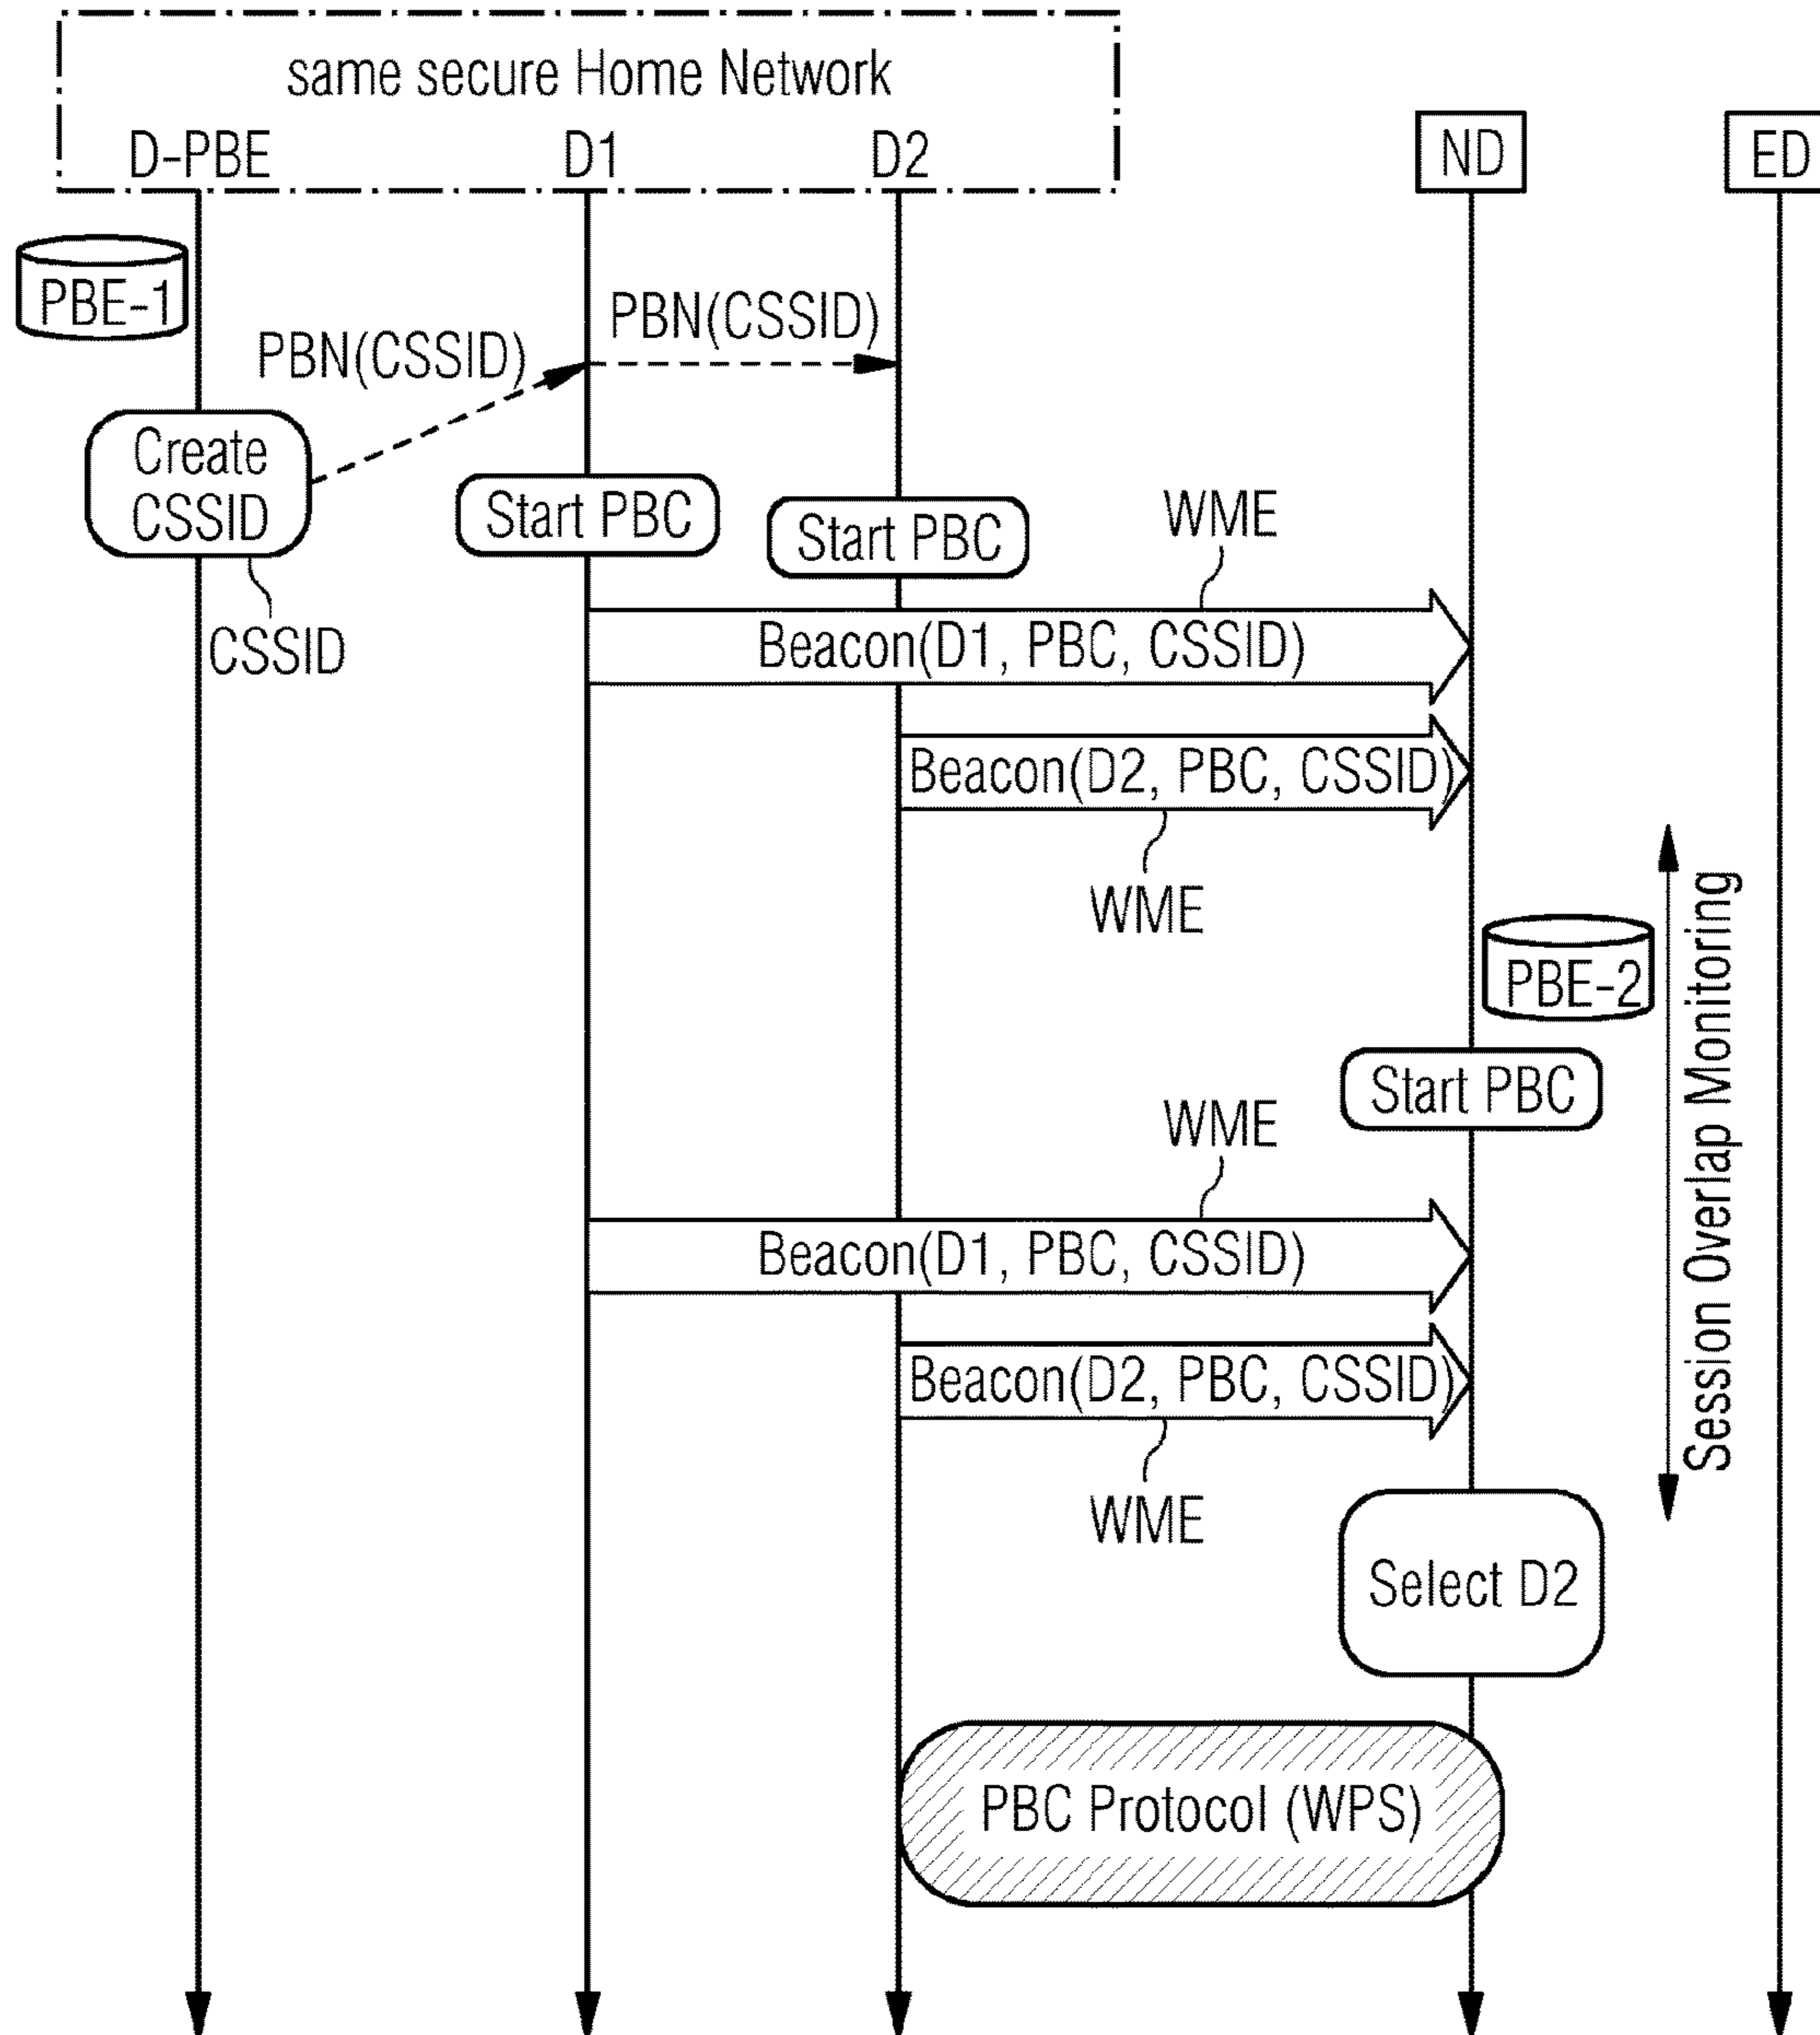 same secure Home Network
D-PBE
D1
D2
ND
ED
PBE-1
PBN(CSSID)
PBN(CSSID)
Create
CSSID
Start PBC
Start PBC
WME
CSSID
Beacon(D1, PBC, CSSID)
Beacon(D2, PBC, CSSID)
WME
PBE-2
Session Overlap Monitoring
Start PBC
WME
Beacon(D1, PBC, CSSID)
Beacon(D2, PBC, CSSID)
WME
Select D2
PBC Protocol (WPS)